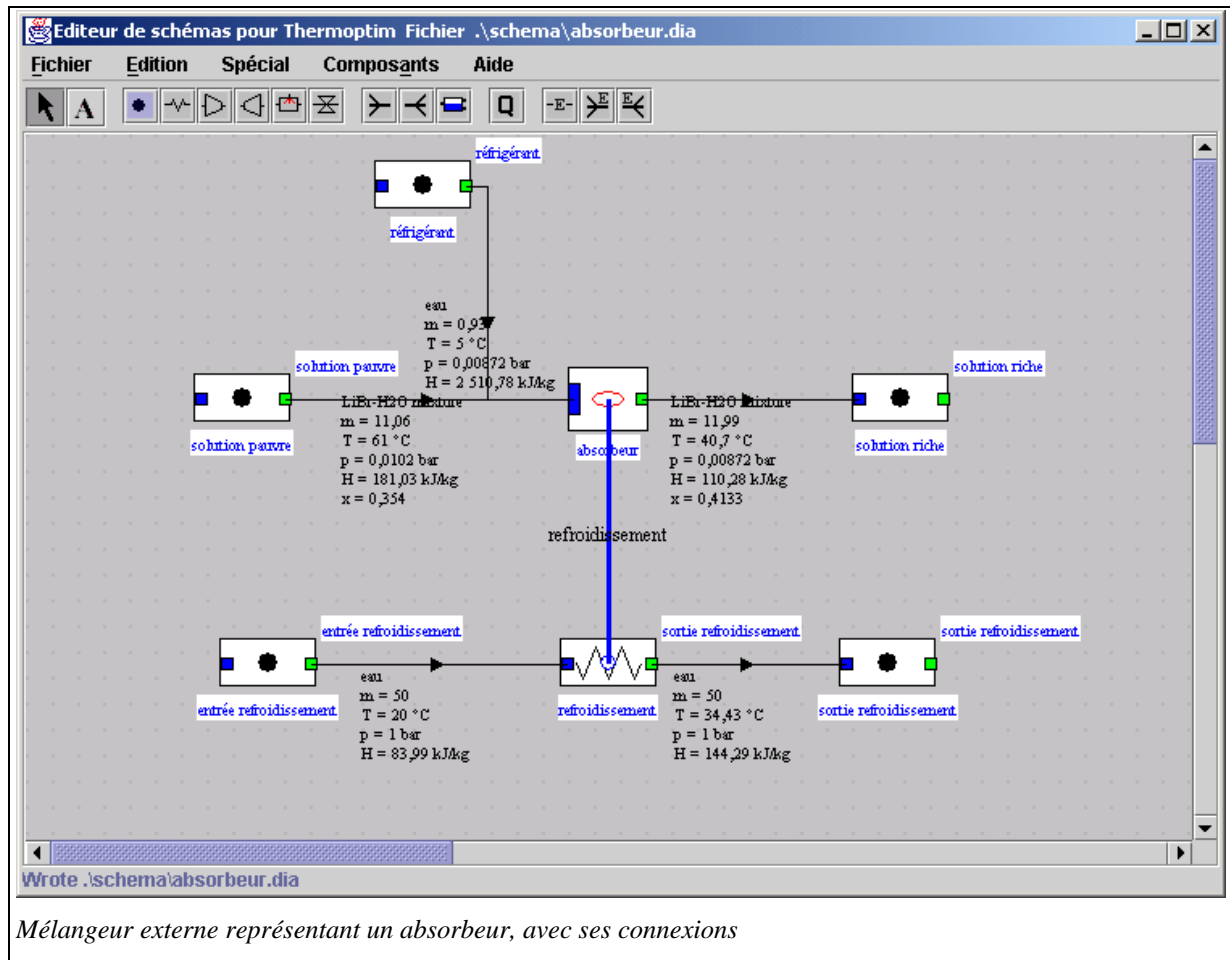 Editeur de schémas pour Thermoptim Fichier .\schema\absorbeur.dia
Fichier Edition Spécial Composants Aide
A Q -E- E E
réfrigérant
réfrigérant
eau
m = 0,93
T = 5 °C
p = 0,00872 bar
H = 2 510,78 kJ/kg
solution pauvre
solution pauvre
LiBr-H2O mixture
m = 11,06
T = 61 °C
p = 0,0102 bar
H = 181,03 kJ/kg
x = 0,354
absorbeur
LiBr-H2O mixture
m = 11,99
T = 40,7 °C
p = 0,00872 bar
H = 110,28 kJ/kg
x = 0,4133
solution riche
solution riche
refroidissement
entrée refroidissement
entrée refroidissement
eau
m = 50
T = 20 °C
p = 1 bar
H = 83,99 kJ/kg
refroidissement
sortie refroidissement
eau
m = 50
T = 34,43 °C
p = 1 bar
H = 144,29 kJ/kg
sortie refroidissement
sortie refroidissement
Wrote .\schema\absorbeur.dia
Mélangeur externe représentant un absorbeur, avec ses connexions